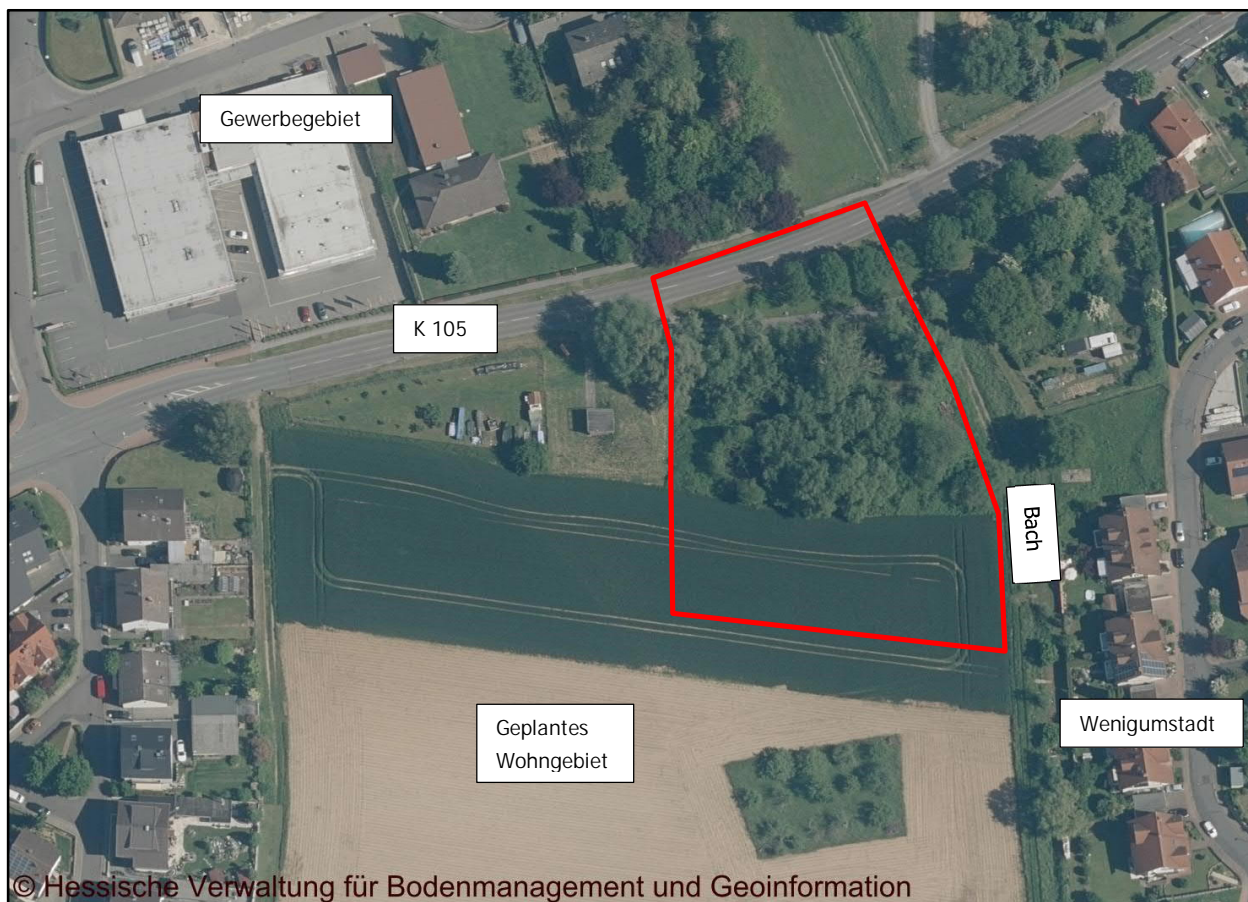 Gewerbegebiet
K 105
Bach
Geplantes
Wohngebiet
Wenigumstadt
© Hessische Verwaltung für Bodenmanagement und Geoinformation